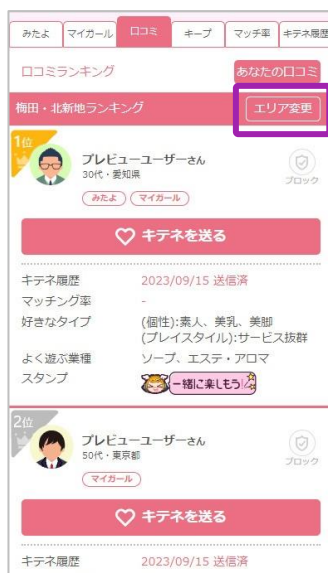 みたよ マイガール 口コミ キープ マッチ率 キテネ履歴
口コミランキング あなたの口コミ
梅田・北新地ランキング エリア変更
1位
プレビューユーザーさん
30代・愛知県
ブロック
みたよ マイガール
キテネを送る
キテネ履歴 2023/09/15 送信済
マッチング率 -
好きなタイプ (個性):素人、美乳、美脚
(プレイスタイル):サービス抜群
よく遊ぶ業種 ソープ、エステ・アロマ
スタンプ 一緒に楽しもう
2位
プレビューユーザーさん
50代・東京都
ブロック
マイガール
キテネを送る
キテネ履歴 2023/09/15 送信済